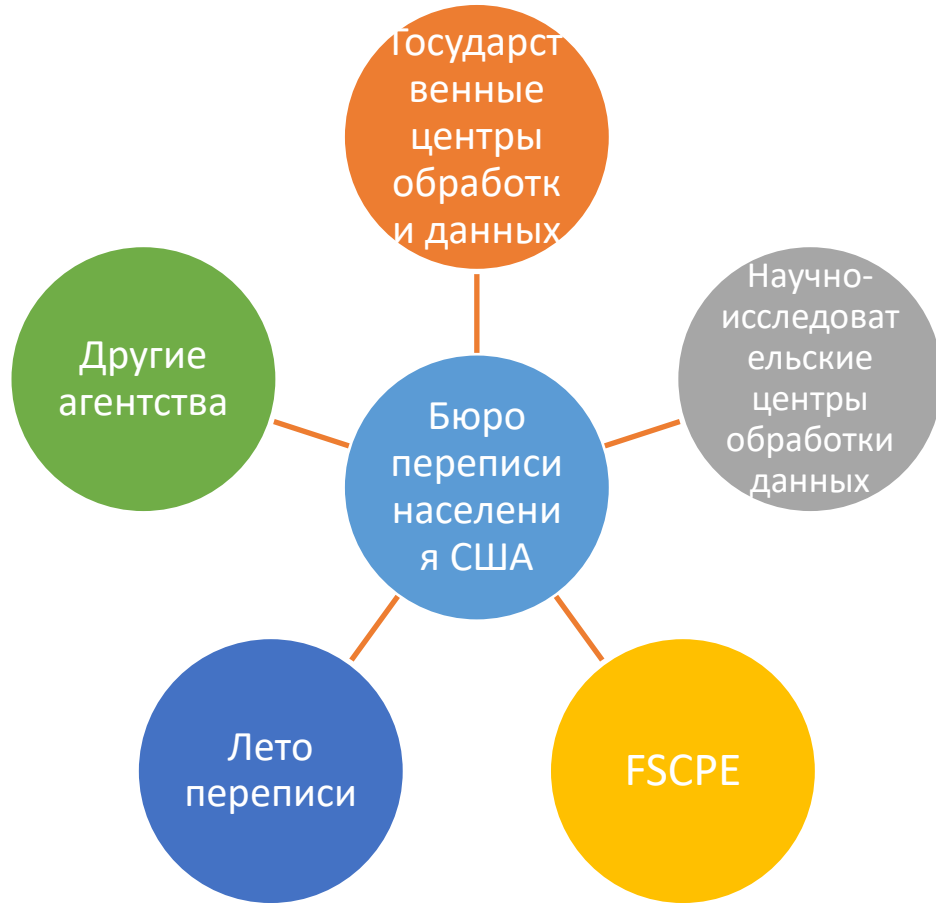 Государст
венные
центры
обработк
и данных
Научно-
исследоват
ельские
центры
обработки
данных
Другие
агентства
Бюро
переписи
населени
я США
Лето
переписи
FSCPE